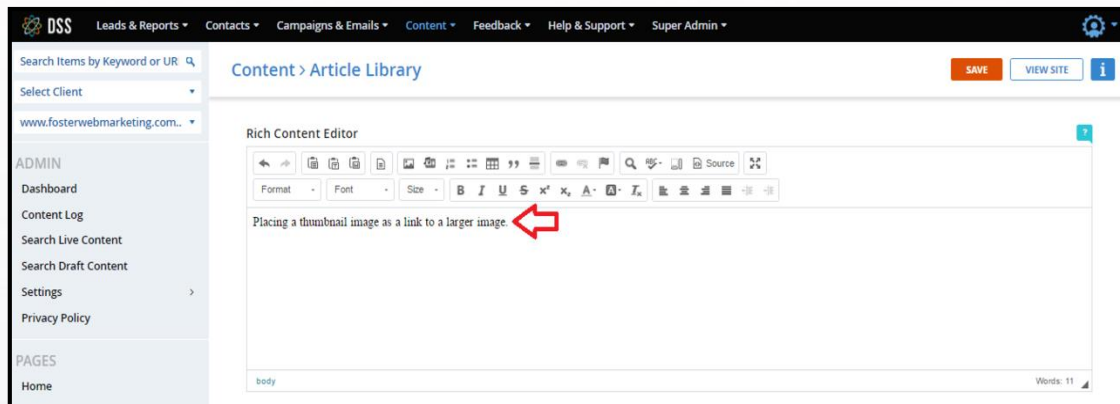 DSS Leads & Reports Contacts Campaigns & Emails Content Feedback Help & Support Super Admin
Search Items by Keyword or UR
Select Client
www.fosterwebmarketing.com..
Content > Article Library
SAVE VIEW SITE i
ADMIN
Dashboard
Content Log
Search Live Content
Search Draft Content
Settings >
Privacy Policy
PAGES
Home
Rich Content Editor ?
Source
Format Font Size B I U S x² x₂ A A Tx
Placing a thumbnail image as a link to a larger image.
body Words: 11